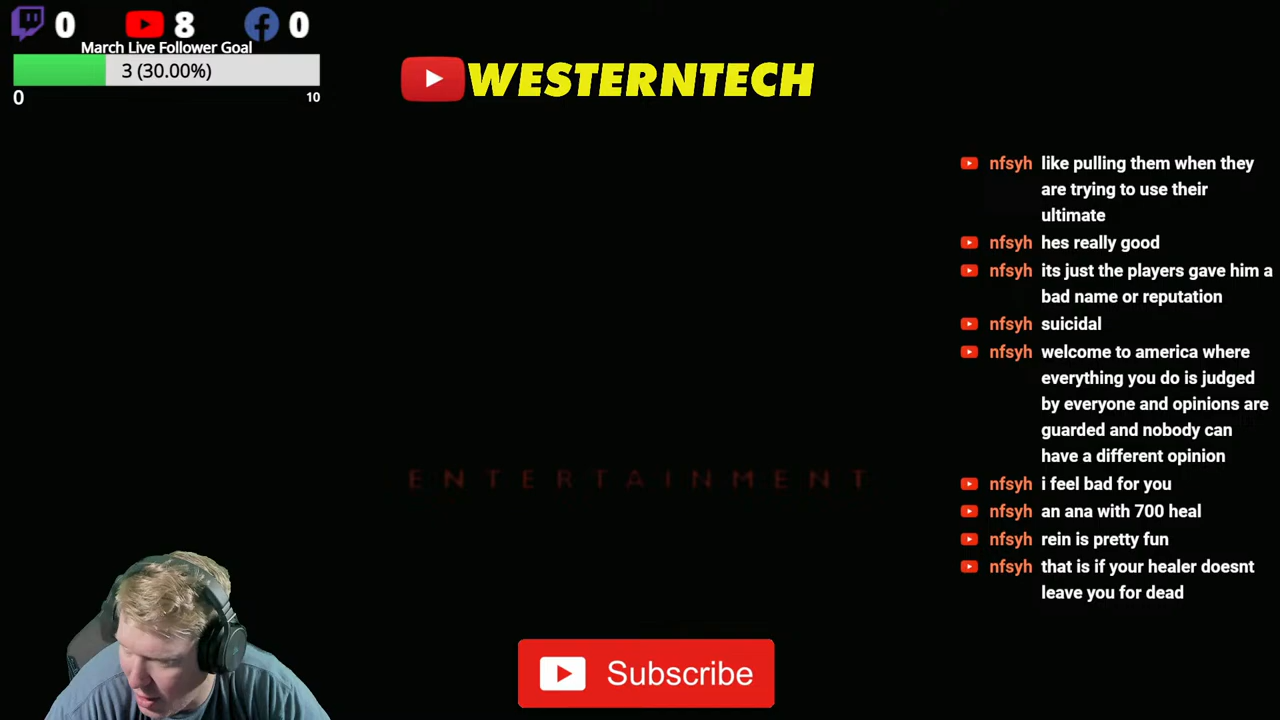 0 8 0
March Live Follower Goal
3 (30.00%)
0 10
WESTERNTECH
nfsyh like pulling them when they
are trying to use their
ultimate
nfsyh hes really good
nfsyh its just the players gave him a
bad name or reputation
nfsyh suicidal
nfsyh welcome to america where
everything you do is judged
by everyone and opinions are
guarded and nobody can
have a different opinion
nfsyh i feel bad for you
nfsyh an ana with 700 heal
nfsyh rein is pretty fun
nfsyh that is if your healer doesnt
leave you for dead
ENTERTAINMENT
Subscribe